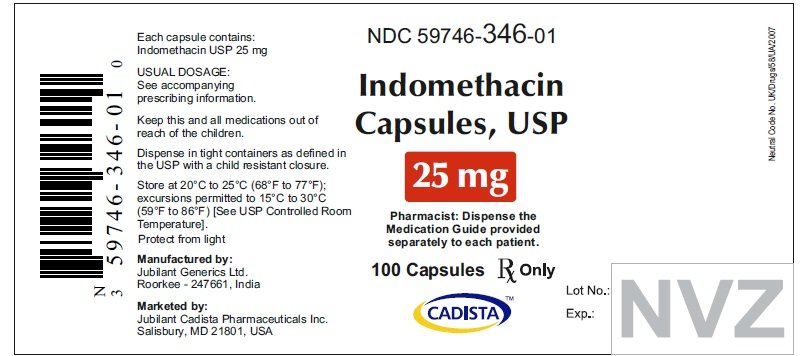 N
3 59746-346-01 0
Each capsule contains:
Indomethacin USP 25 mg
USUAL DOSAGE:
See accompanying
prescribing information.
Keep this and all medications out of
reach of the children.
Dispense in tight containers as defined in
the USP with a child resistant closure.
Store at 20°C to 25°C (68°F to 77°F);
excursions permitted to 15°C to 30°C
(59°F to 86°F) [See USP Controlled Room
Temperature].
Protect from light
Manufactured by:
Jubilant Generics Ltd.
Roorkee - 247661, India
Marketed by:
Jubilant Cadista Pharmaceuticals Inc.
Salisbury, MD 21801, USA
NDC 59746-346-01
Indomethacin
Capsules, USP
25 mg
Pharmacist: Dispense the
Medication Guide provided
separately to each patient.
100 Capsules Rx Only
CADISTA™
Neutral Code No. UK/Drugs/58/UA/2007
Lot No.:
Exp.:
NVZ